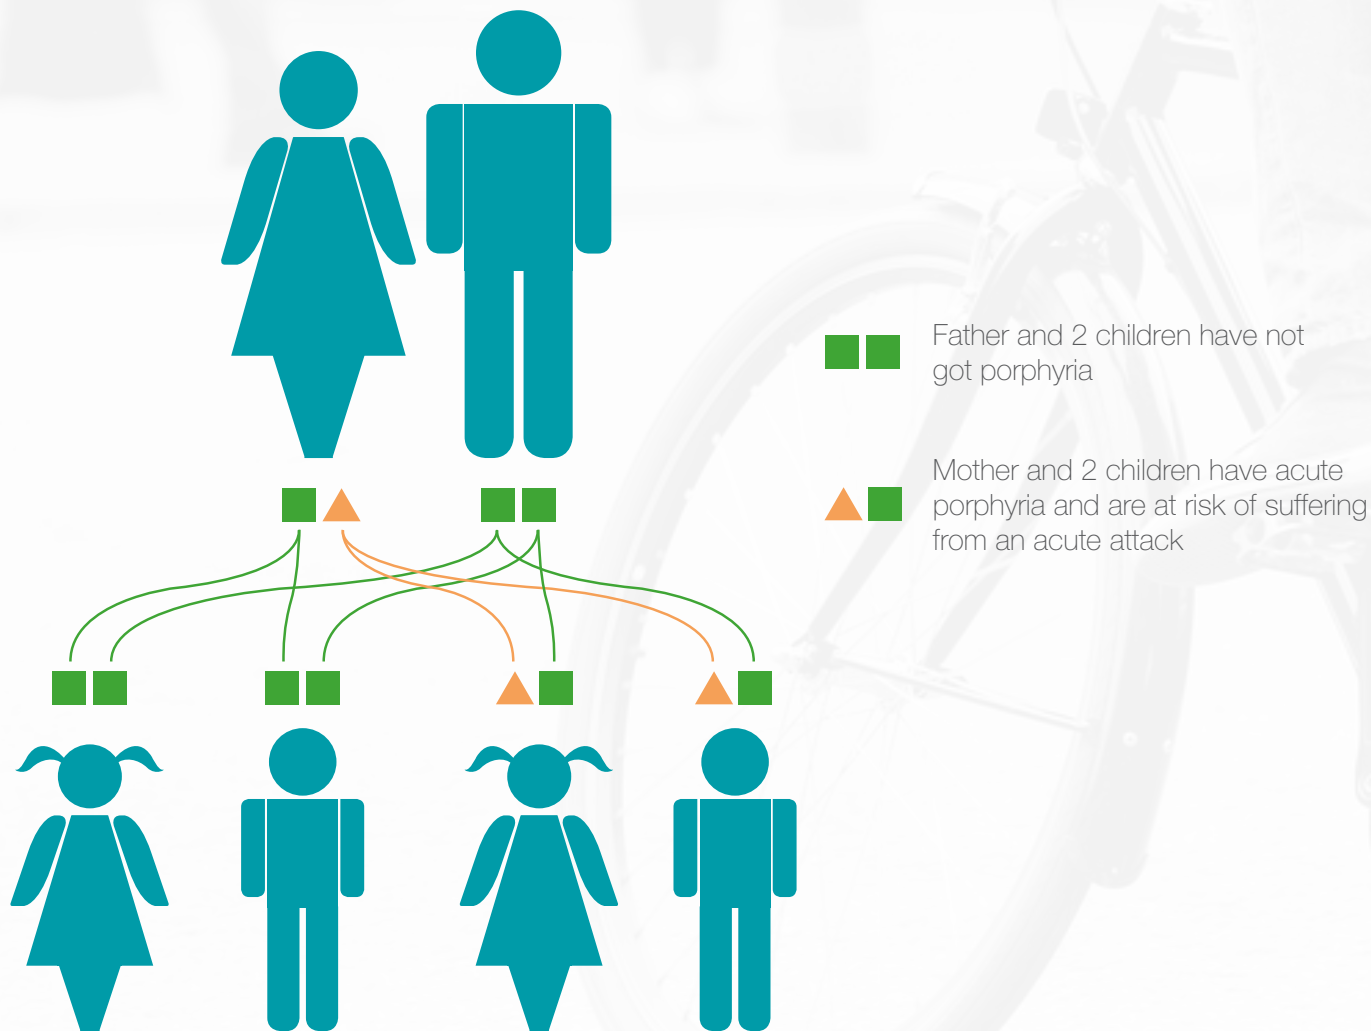 Father and 2 children have not
got porphyria
Mother and 2 children have acute
porphyria and are at risk of suffering
from an acute attack